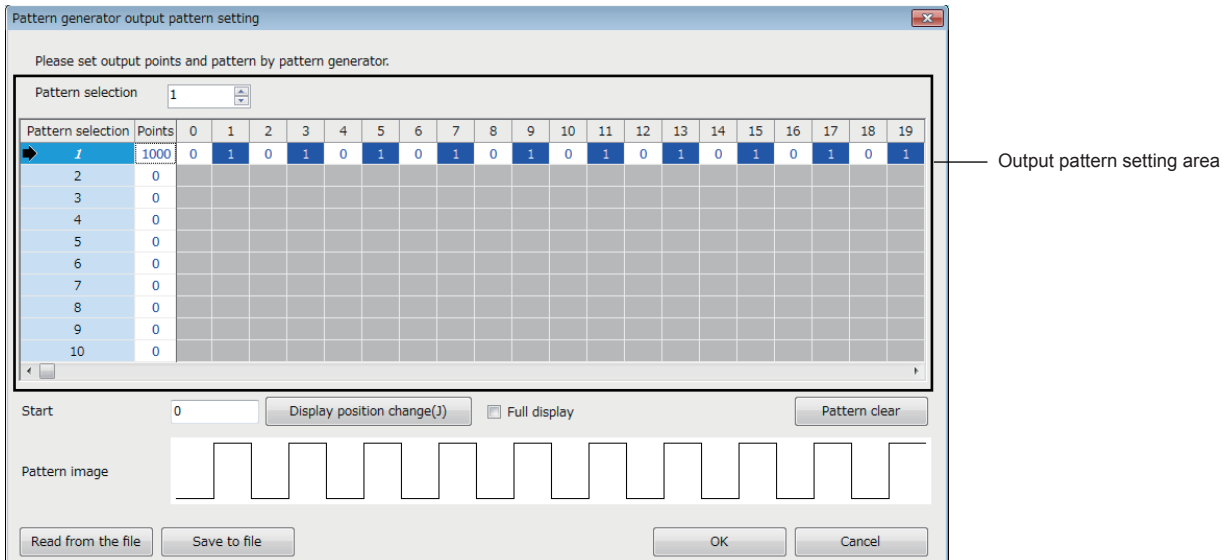 Pattern generator output pattern setting
Please set output points and pattern by pattern generator.
Pattern selection 1
Pattern selection Points 0 1 2 3 4 5 6 7 8 9 10 11 12 13 14 15 16 17 18 19
1 1000 0 1 0 1 0 1 0 1 0 1 0 1 0 1 0 1 0 1 0 1
2 0
3 0
4 0
5 0
6 0
7 0
8 0
9 0
10 0
Output pattern setting area
Start 0 Display position change(J) Full display Pattern clear
Pattern image
Read from the file Save to file OK Cancel